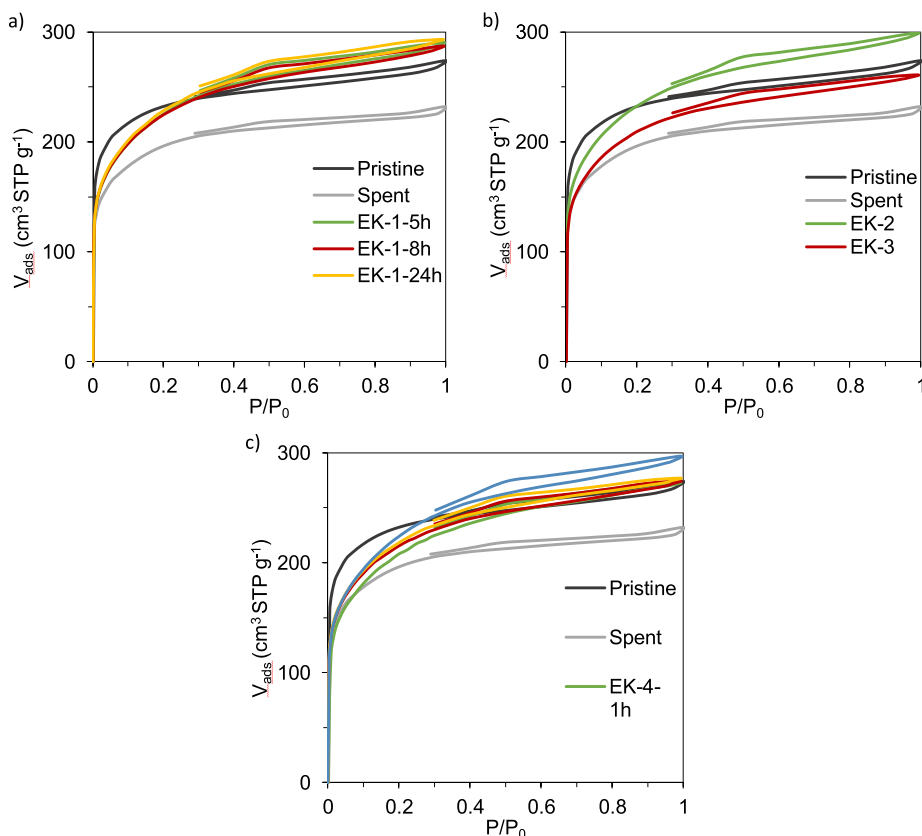 a)
300
200
100
0
V_ads (cm³ STP g⁻¹)
Pristine
Spent
EK-1-5h
EK-1-8h
EK-1-24h
0 0.2 0.4 0.6 0.8 1
P/P₀
b)
300
200
100
0
V_ads (cm³ STP g⁻¹)
Pristine
Spent
EK-2
EK-3
0 0.2 0.4 0.6 0.8 1
P/P₀
c)
300
200
100
0
V_ads (cm³ STP g⁻¹)
Pristine
Spent
EK-4-
1h
0 0.2 0.4 0.6 0.8 1
P/P₀